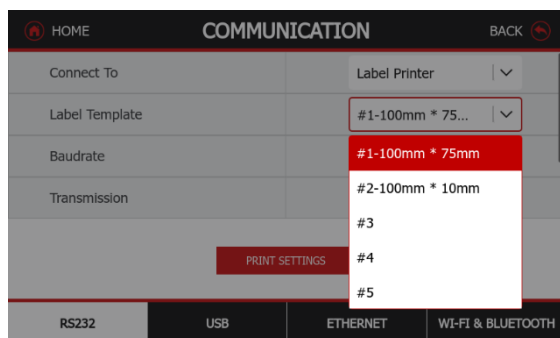 HOME COMMUNICATION BACK
Connect To Label Printer
Label Template #1-100mm * 75...
Baudrate #1-100mm * 75mm
#2-100mm * 10mm
Transmission
#3
PRINT SETTINGS #4
#5
RS232 USB ETHERNET WI-FI & BLUETOOTH